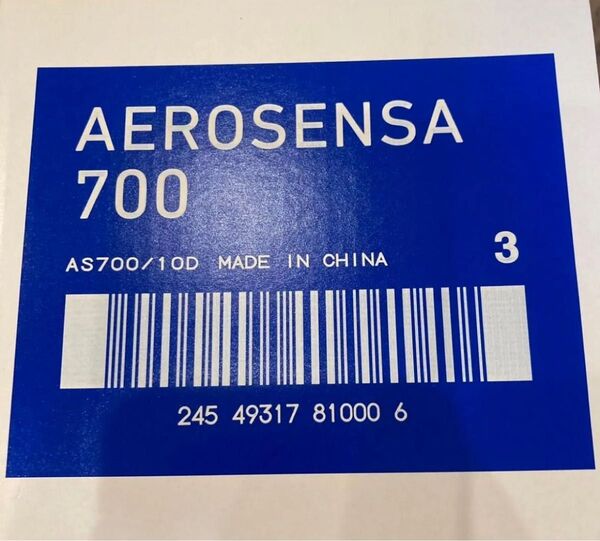 AEROSENSA
700
AS700/10D MADE IN CHINA
3
245 49317 81000 6